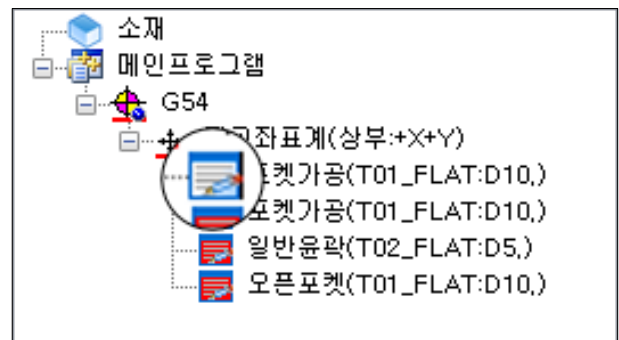 소재
메인프로그램
G54
좌표계(상부:+X+Y)
포켓가공(T01_FLAT:D10,)
포켓가공(T01_FLAT:D10,)
일반윤곽(T02_FLAT:D5,)
오픈포켓(T01_FLAT:D10,)